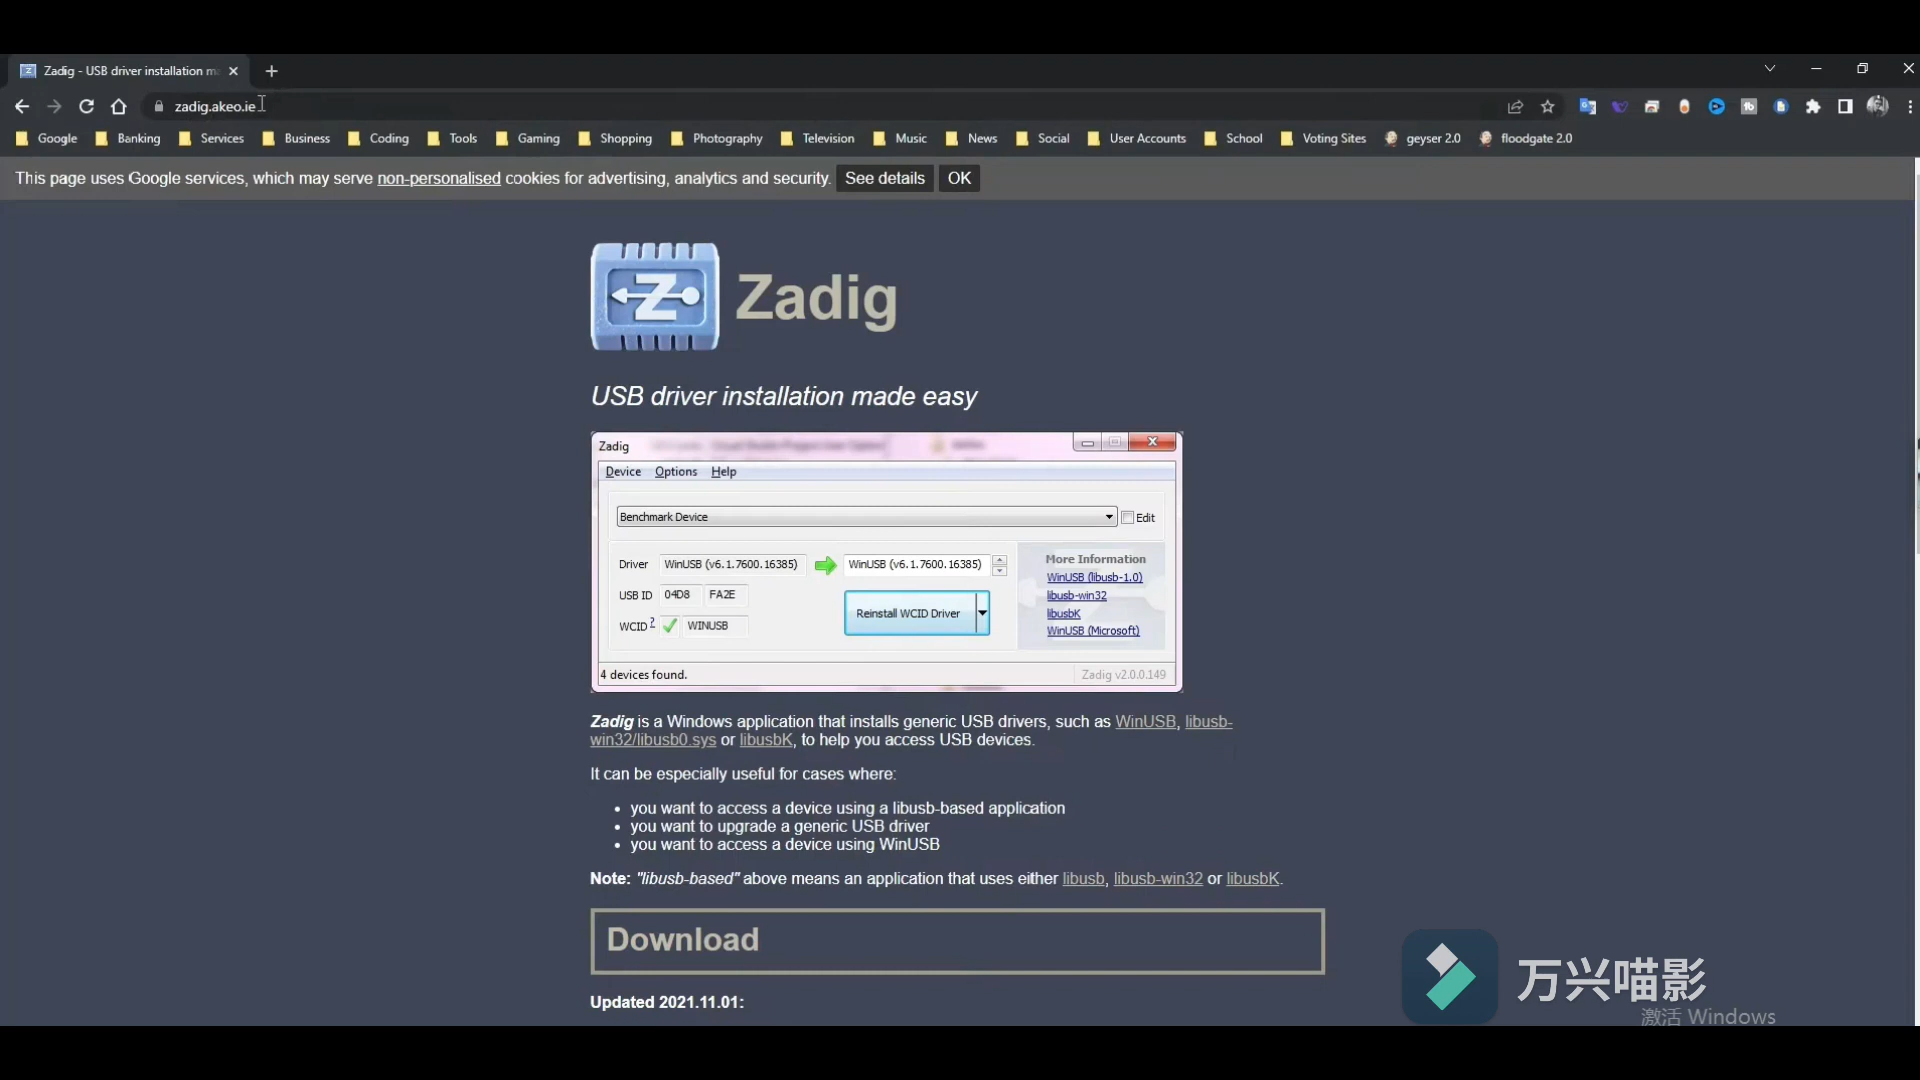 Zadig - USB driver installation ma
zadig.akeo.ie
Google Banking Services Business Coding Tools Gaming Shopping Photography Television Music News Social User Accounts School Voting Sites geyser 2.0 floodgate 2.0
This page uses Google services, which may serve non-personalised cookies for advertising, analytics and security. See details OK
Zadig
USB driver installation made easy
Zadig
Device Options Help
Benchmark Device Edit
Driver WinUSB (v6.1.7600.16385) WinUSB (v6.1.7600.16385)
USB ID 04D8 FA2E
WCID ? WINUSB
Reinstall WCID Driver
More Information
WinUSB (libusb-1.0)
libusb-win32
libusbK
WinUSB (Microsoft)
4 devices found. Zadig v2.0.0.149
Zadig is a Windows application that installs generic USB drivers, such as WinUSB, libusb-
win32/libusb0.sys or libusbK, to help you access USB devices.
It can be especially useful for cases where:
• you want to access a device using a libusb-based application
• you want to upgrade a generic USB driver
• you want to access a device using WinUSB
Note: "libusb-based" above means an application that uses either libusb, libusb-win32 or libusbK.
Download
Updated 2021.11.01:
万兴喵影
激活 Windows